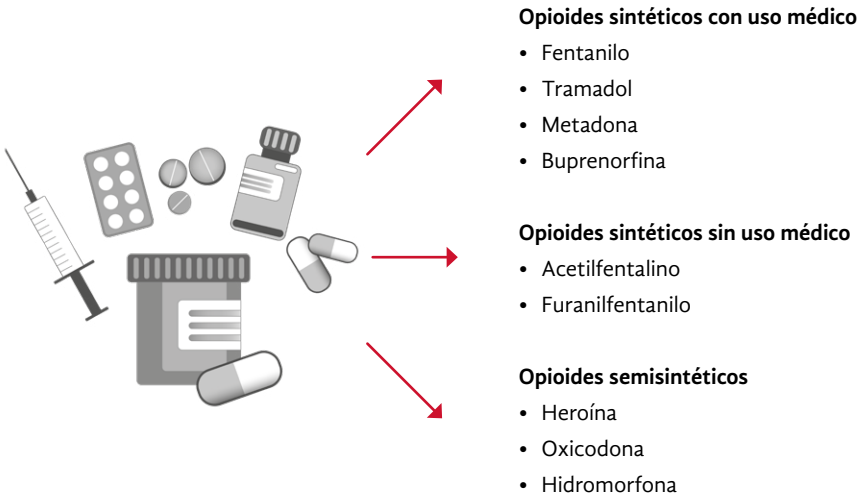 Opioides sintéticos con uso médico
• Fentanilo
• Tramadol
• Metadona
• Buprenorfina
Opioides sintéticos sin uso médico
• Acetilfentalino
• Furanilfentanilo
Opioides semisintéticos
• Heroína
• Oxicodona
• Hidromorfona